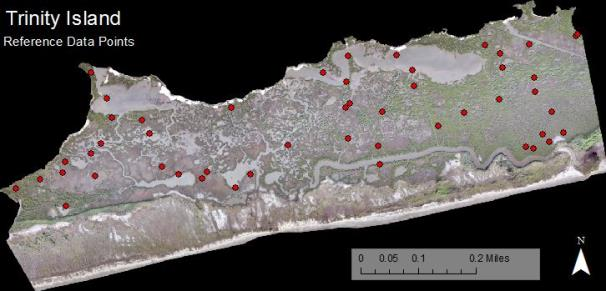 Trinity Island
Reference Data Points
N
0 0.05 0.1 0.2 Miles